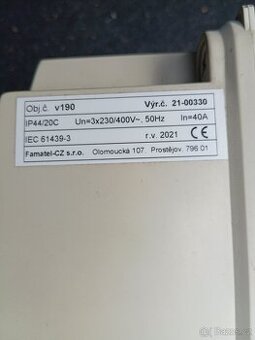 Obj č. v190 Výr.č. 21-00330
IP44/20C Un=3x230/400V~, 50Hz In=40A
IEC 61439-3 r.v. 2021 CE
Famatel-CZ s.r.o. Olomoucká 107, Prostějov, 796 01